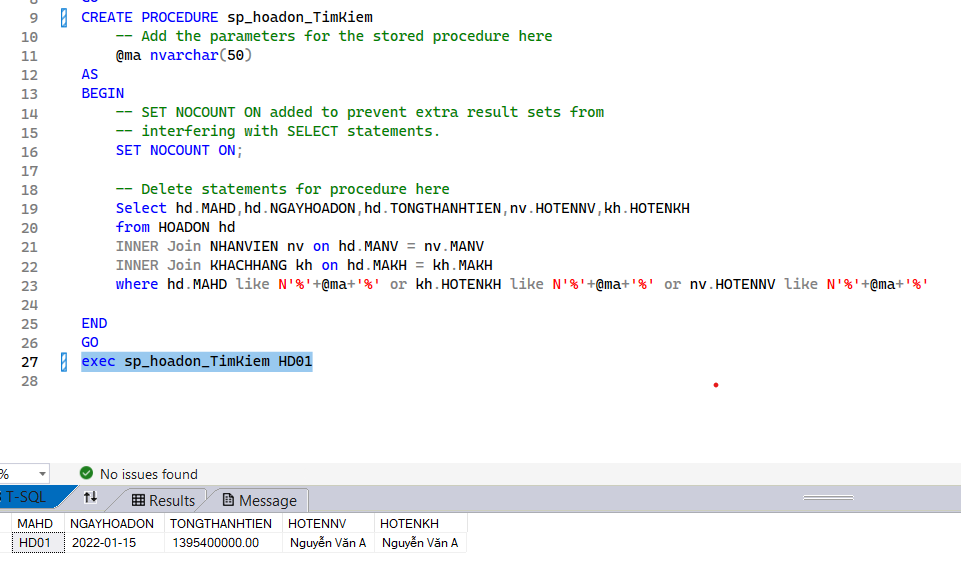 9 CREATE PROCEDURE sp_hoadon_TimKiem
10 -- Add the parameters for the stored procedure here
11 @ma nvarchar(50)
12 AS
13 BEGIN
14 -- SET NOCOUNT ON added to prevent extra result sets from
15 -- interfering with SELECT statements.
16 SET NOCOUNT ON;
17
18 -- Delete statements for procedure here
19 Select hd.MAHD,hd.NGAYHOADON,hd.TONGTHANHTIEN,nv.HOTENNV,kh.HOTENKH
20 from HOADON hd
21 INNER Join NHANVIEN nv on hd.MANV = nv.MANV
22 INNER Join KHACHHANG kh on hd.MAKH = kh.MAKH
23 where hd.MAHD like N'%'+@ma+'%' or kh.HOTENKH like N'%'+@ma+'%' or nv.HOTENNV like N'%'+@ma+'%'
24
25 END
26 GO
27 exec sp_hoadon_TimKiem HD01
28
% No issues found
T-SQL Results Message
MAHD NGAYHOADON TONGTHANHTIEN HOTENNV HOTENKH
HD01 2022-01-15 1395400000.00 Nguyễn Văn A Nguyễn Văn A